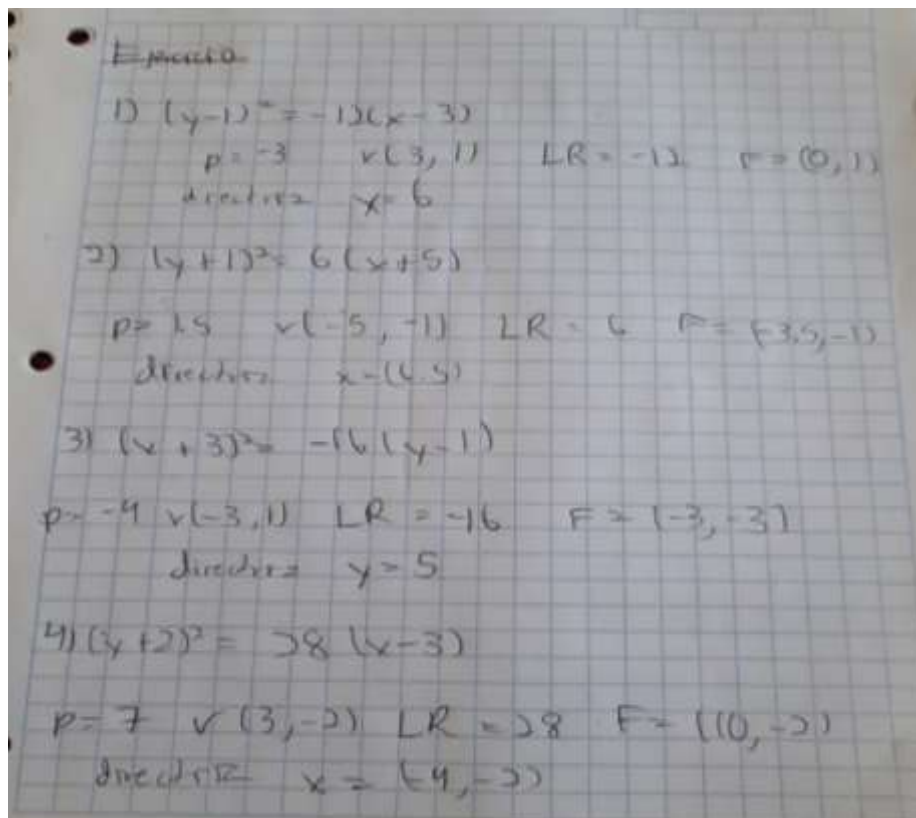 Ejercicio
1) (y-1)² = -12(x-3)
p = -3 v(3, 1) LR = -12 F = (0, 1)
directriz x = 6
2) (y+1)² = 6(x+5)
p = 1.5 v(-5, -1) LR = 6 F = (-3.5, -1)
directriz x = (6.5)
3) (x+3)² = -16(y-1)
p = -4 v(-3, 1) LR = -16 F = (-3, -3)
directriz y = 5
4) (y+2)² = 28(x-3)
p = 7 v(3, -2) LR = 28 F = (10, -2)
directriz x = (-4, -2)